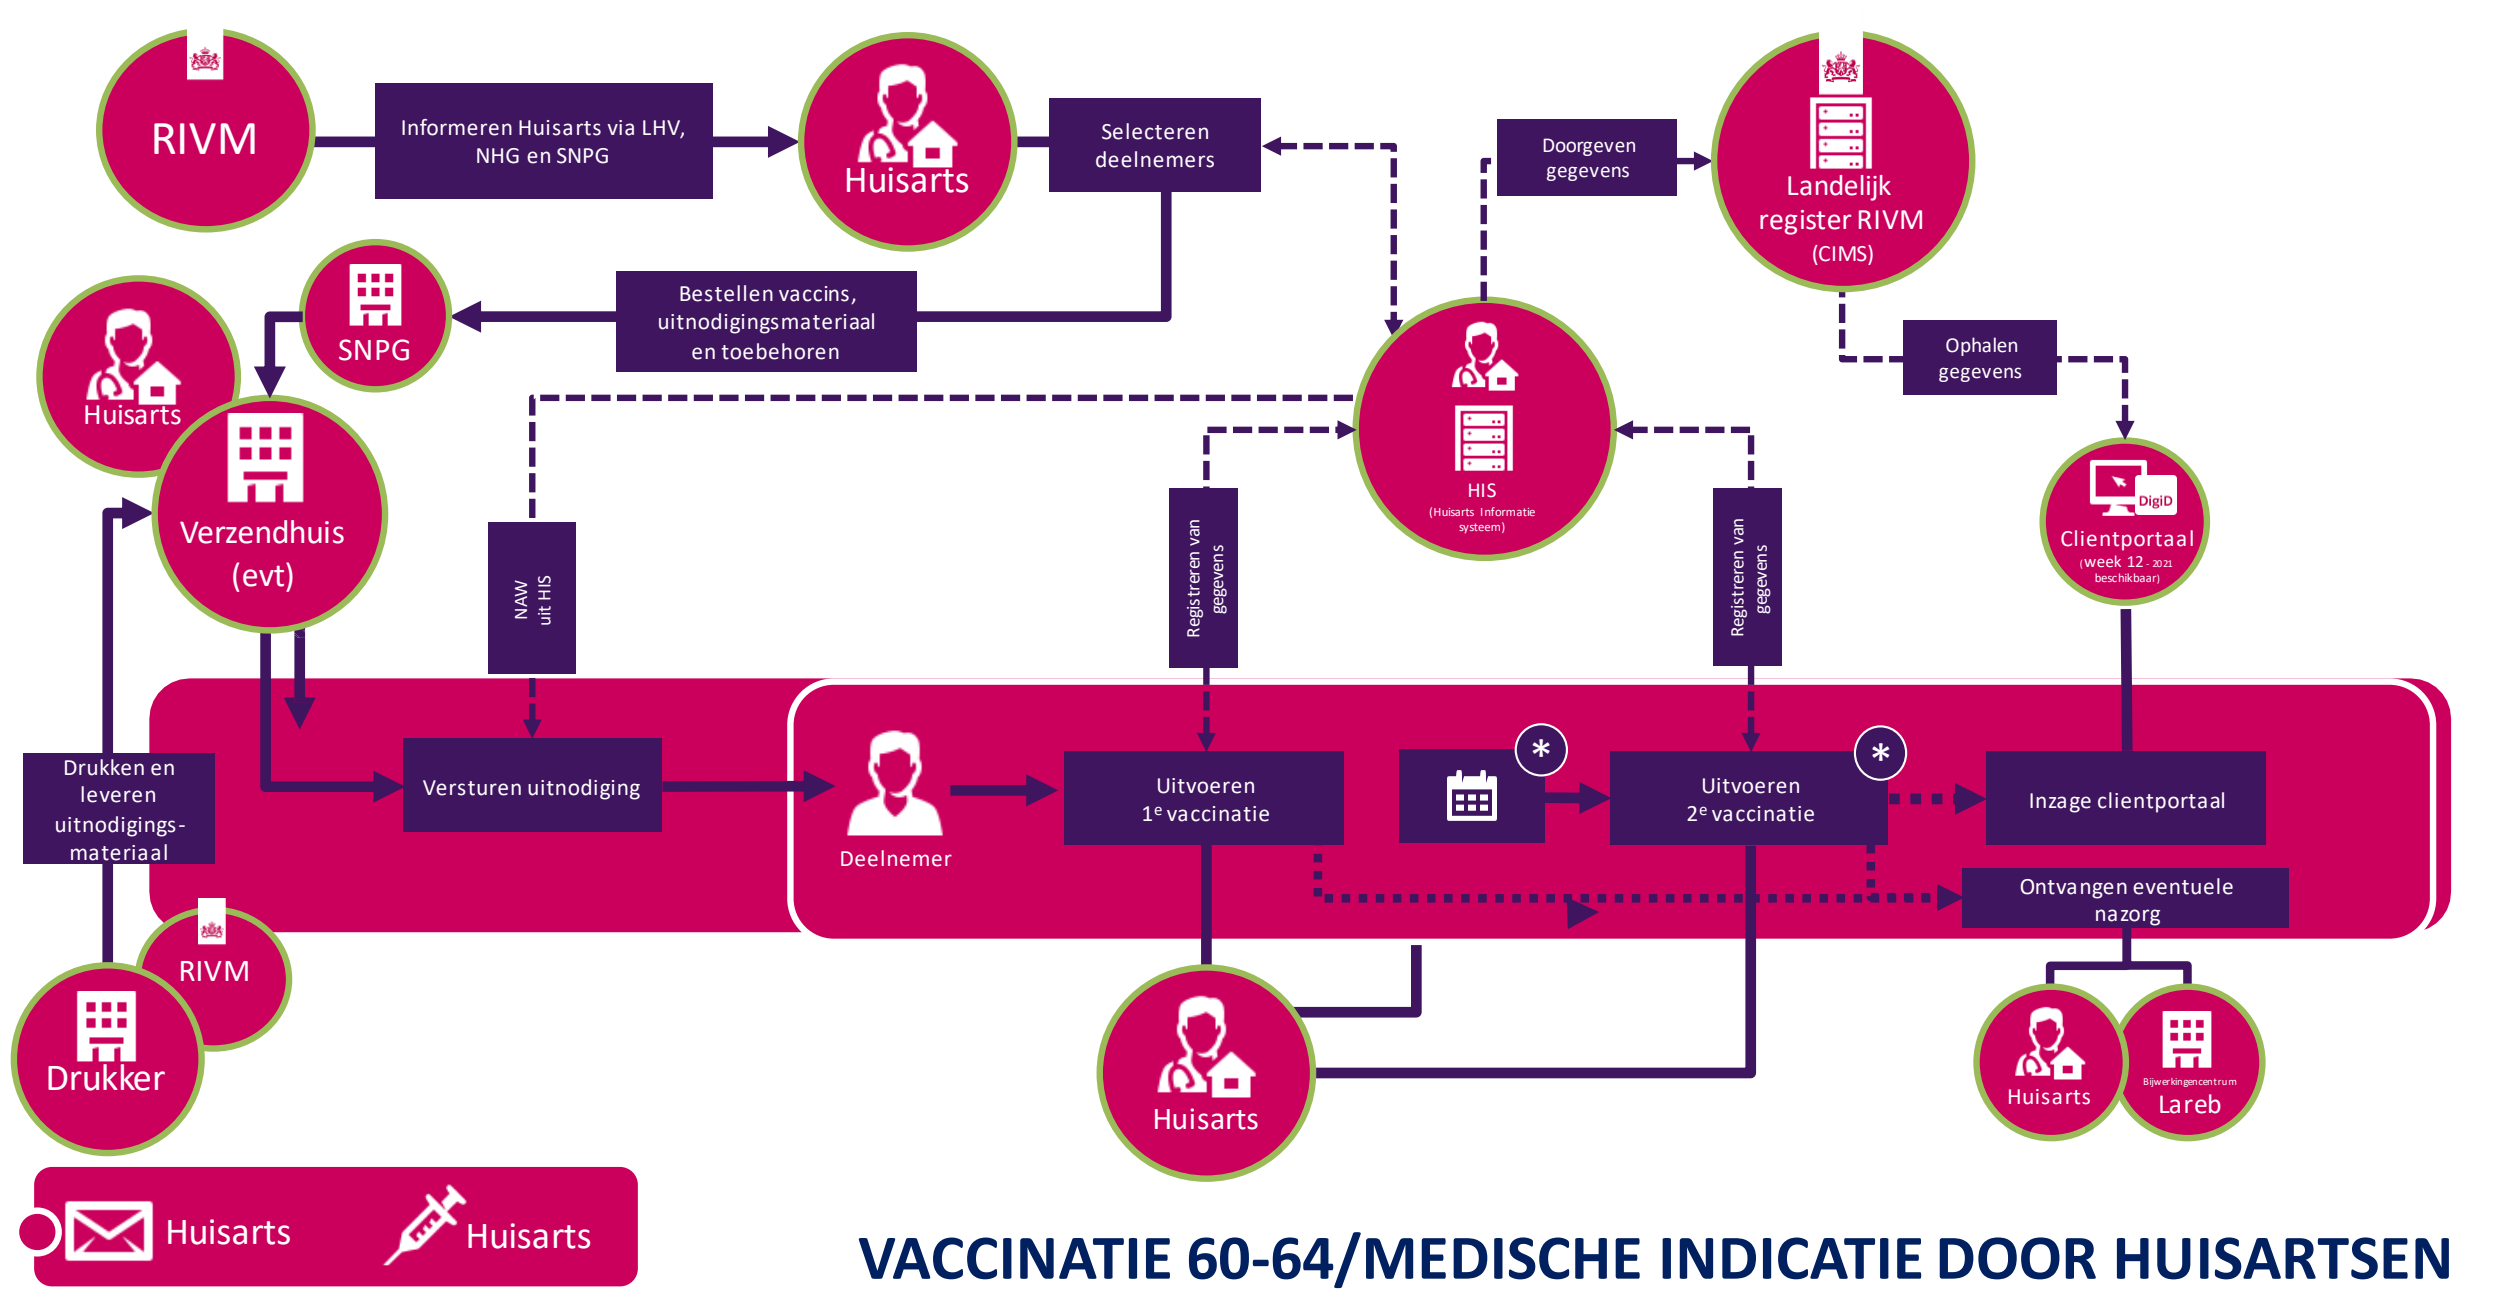 RIVM
Informeren Huisarts via LHV,
NHG en SNPG
Huisarts
Selecteren
deelnemers
Doorgeven
gegevens
Landelijk
register RIVM
(CIMS)
Bestellen vaccins,
uitnodigingsmateriaal
en toebehoren
SNPG
Huisarts
Verzendhuis
(evt)
Ophalen
gegevens
HIS
(Huisarts Informatie
systeem)
DigiD
Clientportaal
(week 12 - 2021
beschikbaar)
NAW
uit HIS
Registreren van
gegevens
Registreren van
gegevens
Drukken en
leveren
uitnodigings-
materiaal
Versturen uitnodiging
Deelnemer
Uitvoeren
1e vaccinatie
*
Uitvoeren
2e vaccinatie
*
Inzage clientportaal
Ontvangen eventuele
nazorg
RIVM
Drukker
Huisarts
Huisarts
Bijwerkingencentrum
Lareb
Huisarts
Huisarts
VACCINATIE 60-64/MEDISCHE INDICATIE DOOR HUISARTSEN